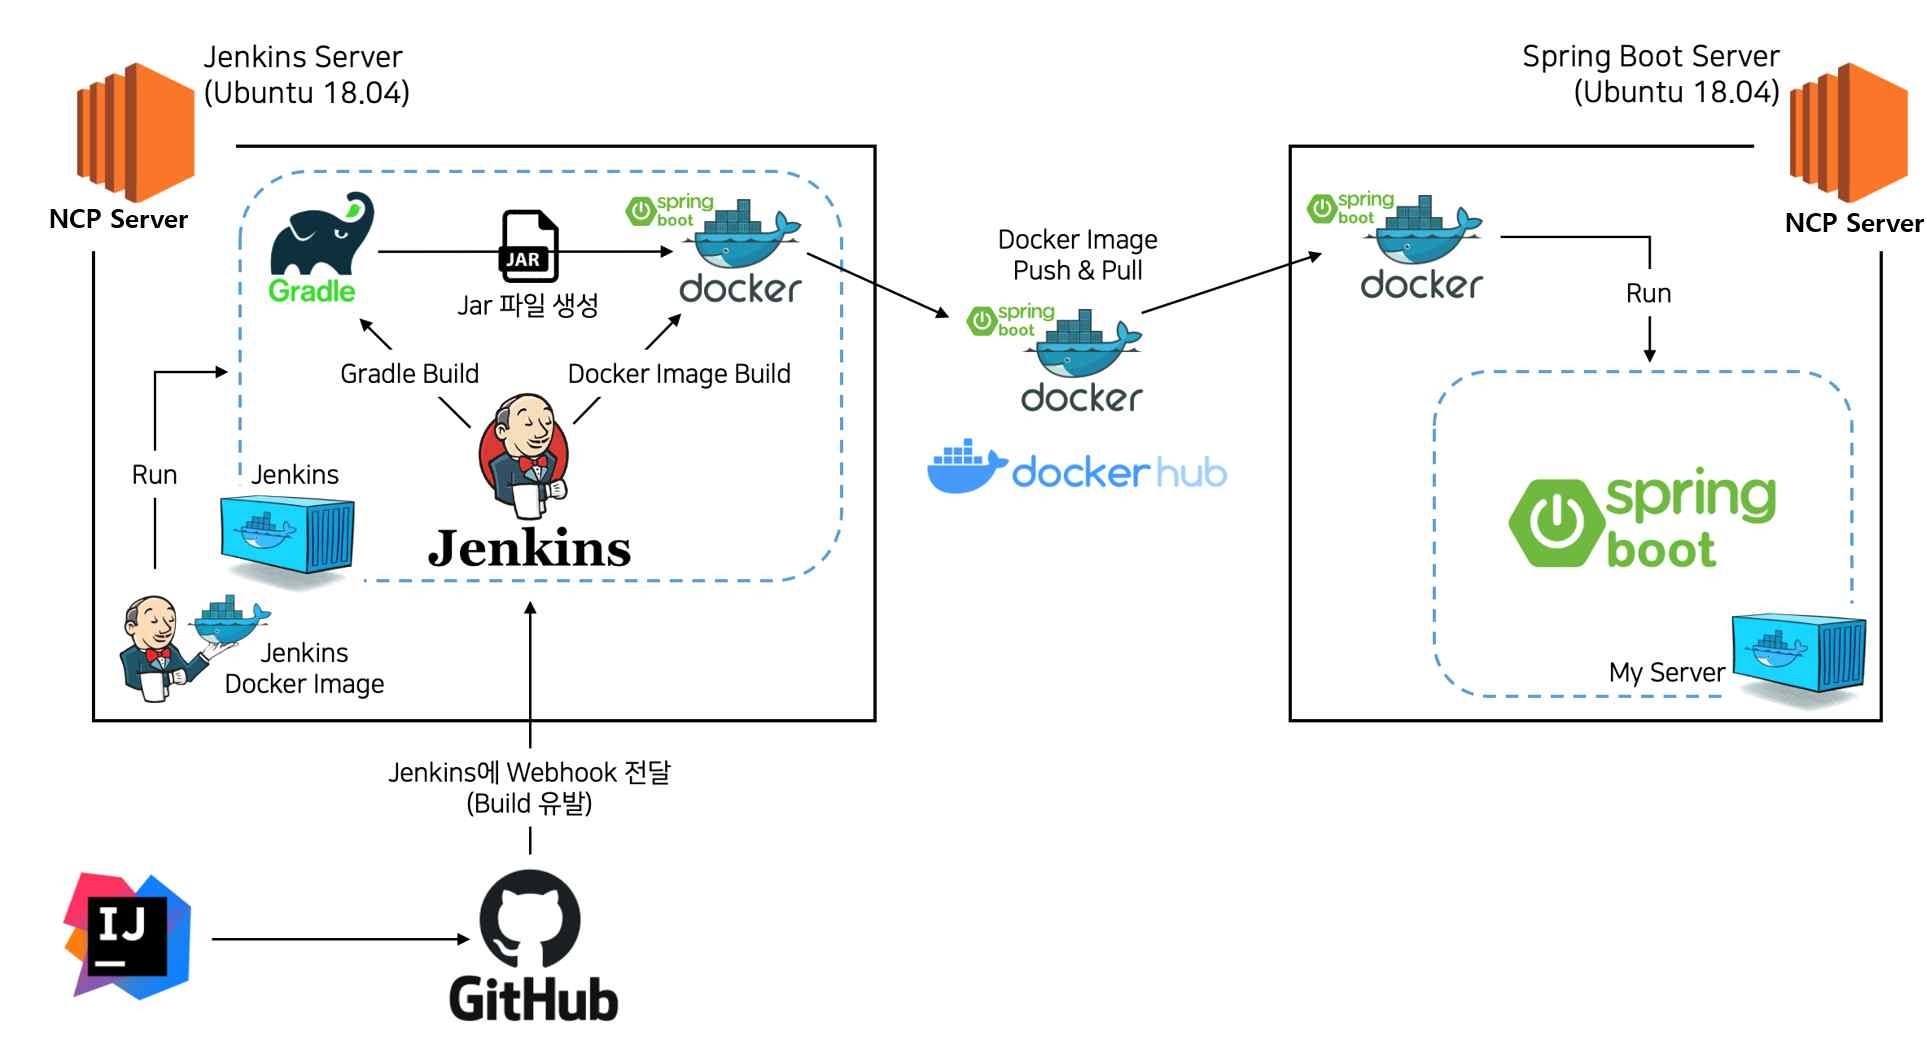 Jenkins Server
(Ubuntu 18.04)
NCP Server
Spring Boot Server
(Ubuntu 18.04)
NCP Server
Gradle
JAR
Jar 파일 생성
spring
boot
docker
Gradle Build
Docker Image Build
Run
Jenkins
Jenkins
Jenkins
Docker Image
Docker Image
Push & Pull
spring
boot
docker
dockerhub
spring
boot
docker
Run
spring
boot
My Server
Jenkins에 Webhook 전달
(Build 유발)
IJ
GitHub